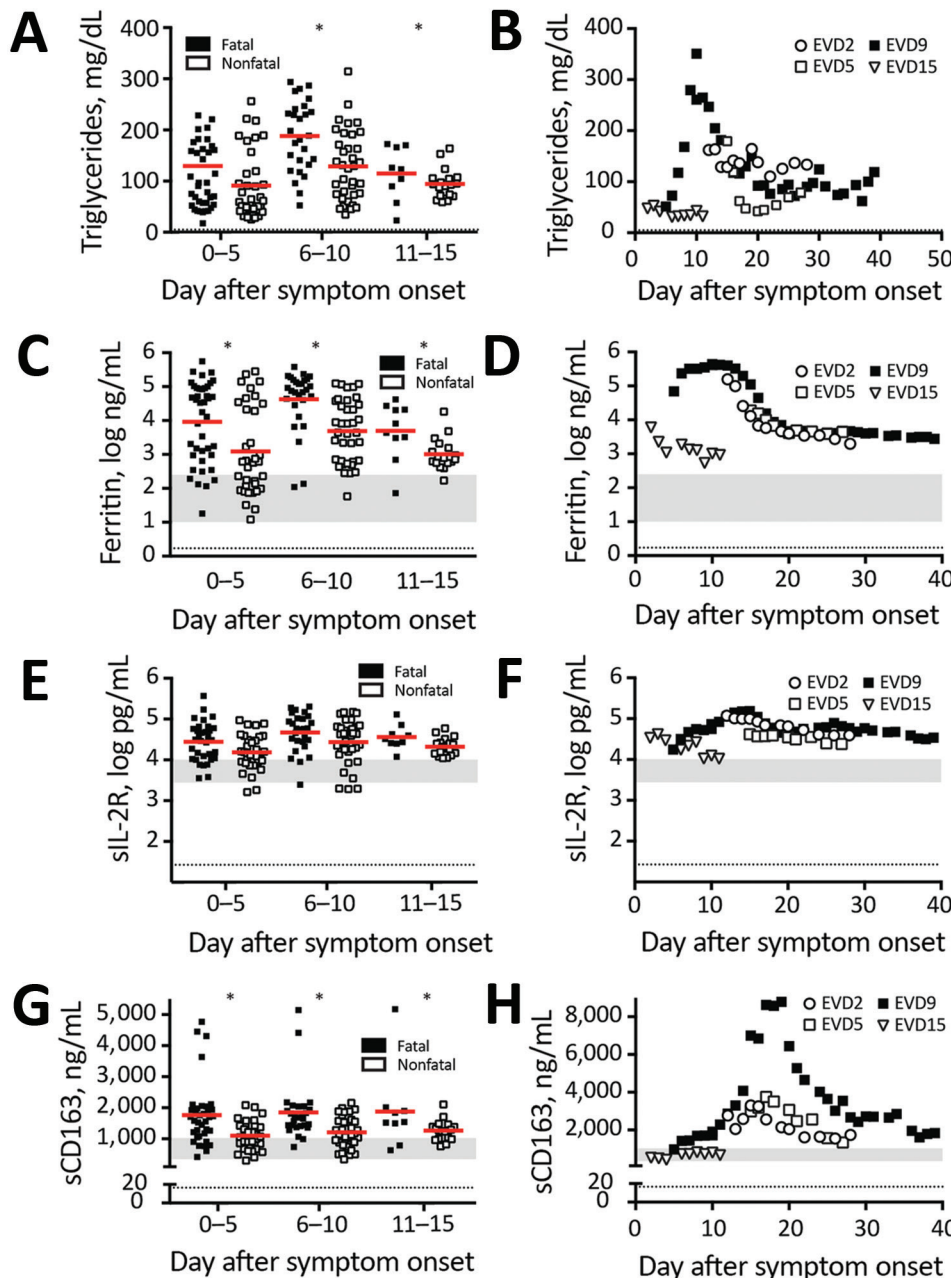 A
Triglycerides, mg/dL
400
300
200
100
0
Fatal
Nonfatal
* *
0–5 6–10 11–15
Day after symptom onset
B
Triglycerides, mg/dL
400
300
200
100
0
EVD2 EVD9
EVD5 EVD15
0 10 20 30 40 50
Day after symptom onset
C
Ferritin, log ng/mL
6
5
4
3
2
1
0
* * *
Fatal
Nonfatal
0–5 6–10 11–15
Day after symptom onset
D
Ferritin, log ng/mL
6
5
4
3
2
1
0
EVD2 EVD9
EVD5 EVD15
0 10 20 30 40
Day after symptom onset
E
sIL-2R, log pg/mL
6
5
4
3
2
Fatal
Nonfatal
0–5 6–10 11–15
Day after symptom onset
F
sIL-2R, log pg/mL
6
5
4
3
2
EVD2 EVD9
EVD5 EVD15
0 10 20 30 40
Day after symptom onset
G
sCD163, ng/mL
5,000
4,000
3,000
2,000
1,000
20
0
* * *
Fatal
Nonfatal
0–5 6–10 11–15
Day after symptom onset
H
sCD163, ng/mL
8,000
6,000
4,000
2,000
20
0
EVD2 EVD9
EVD5 EVD15
0 10 20 30 40
Day after symptom onset